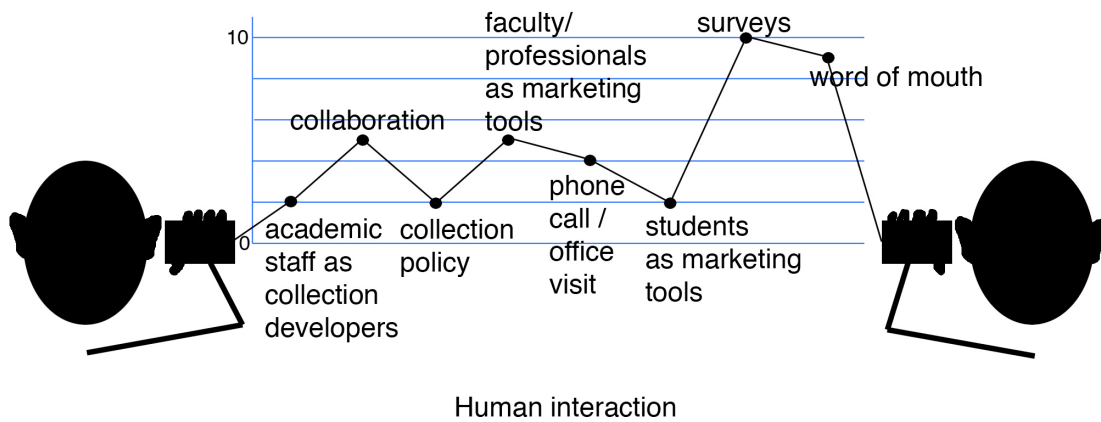 faculty/
professionals
as marketing
tools
surveys
10
word of mouth
collaboration
phone
call /
office
visit
0
academic
staff as
collection
developers
collection
policy
students
as marketing
tools
Human interaction